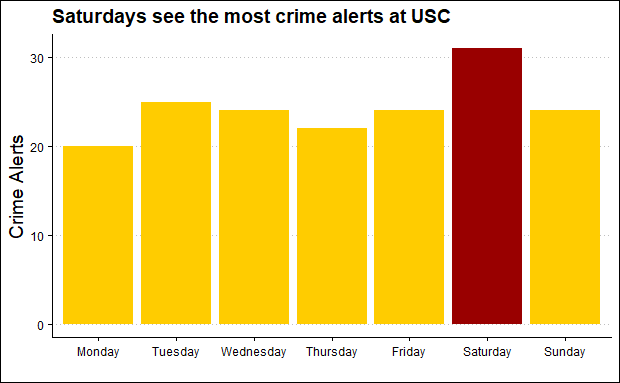 Saturdays see the most crime alerts at USC
Crime Alerts
30
20
10
0
Monday Tuesday Wednesday Thursday Friday Saturday Sunday